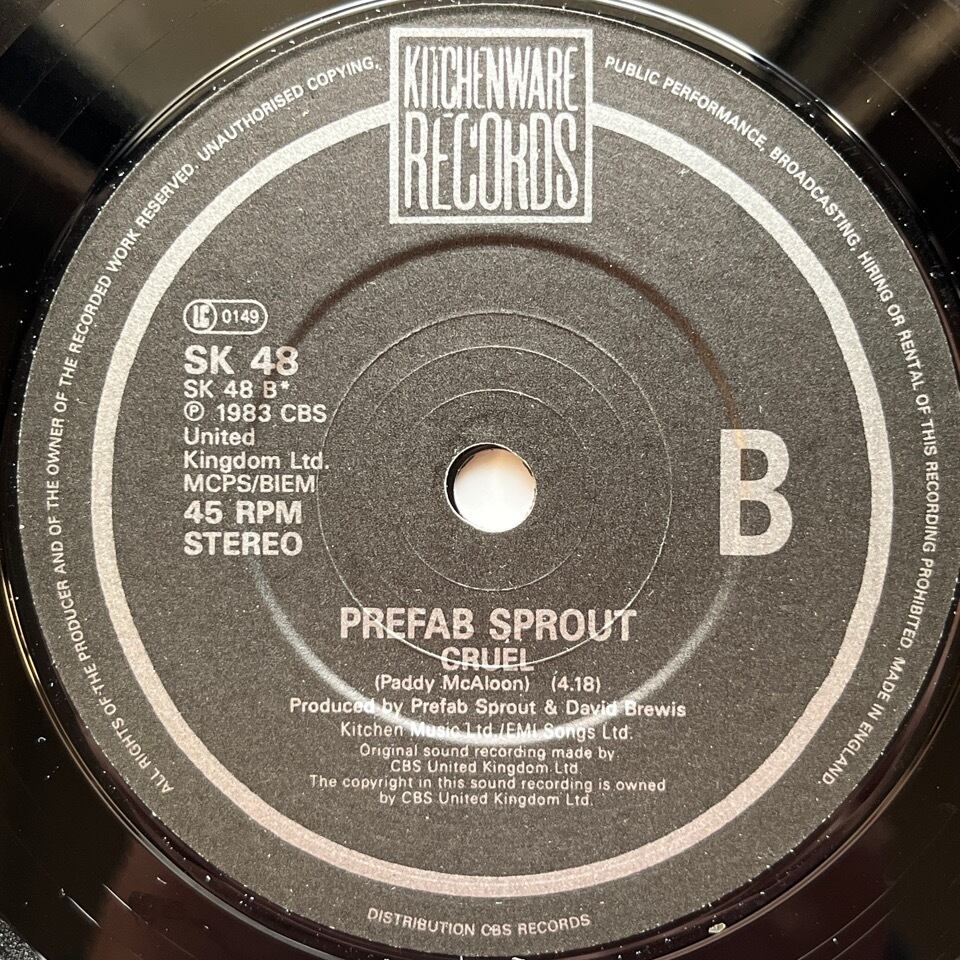 KITCHENWARE
RECORDS
ALL RIGHTS OF THE PRODUCER AND OF THE OWNER OF THE RECORDED WORK RESERVED. UNAUTHORISED COPYING, PUBLIC PERFORMANCE, BROADCASTING, HIRING OR RENTAL OF THIS RECORDING PROHIBITED. MADE IN ENGLAND
LC 0149
SK 48
SK 48 B*
℗ 1983 CBS
United
Kingdom Ltd.
MCPS/BIEM
45 RPM
STEREO
B
PREFAB SPROUT
CRUEL
(Paddy McAloon) (4.18)
Produced by Prefab Sprout & David Brewis
Kitchen Music Ltd./EMI Songs Ltd.
Original sound recording made by
CBS United Kingdom Ltd
The copyright in this sound recording is owned
by CBS United Kingdom Ltd.
DISTRIBUTION CBS RECORDS